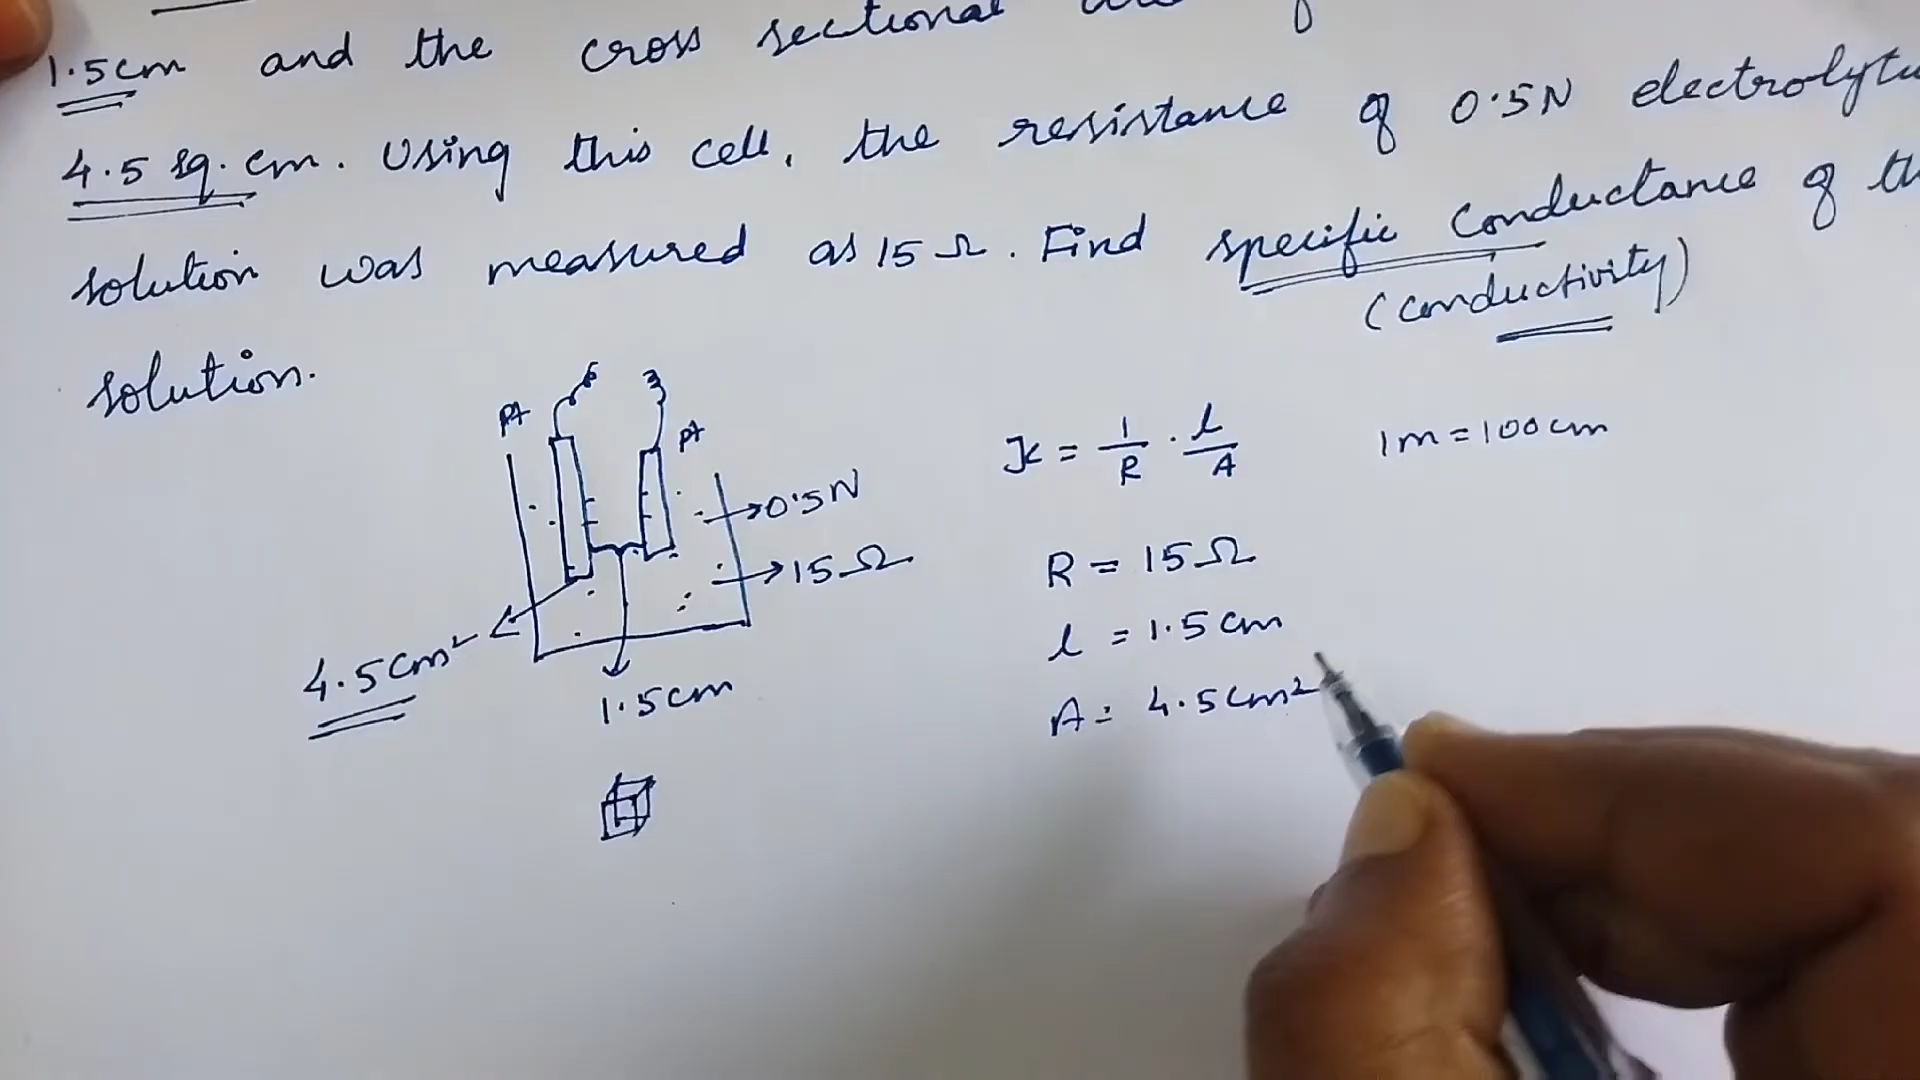 1.5cm and the cross sectional
4.5 sq. cm. Using this cell, the resistance of 0.5N
solution was measured as 15 Ω. Find specific conductance of
(conductivity)
solution.
Pt
Pt
→0.5N
→15Ω
4.5cm²
1.5cm
K = 1/R · l/A
1m = 100cm
R = 15Ω
l = 1.5cm
A = 4.5cm²